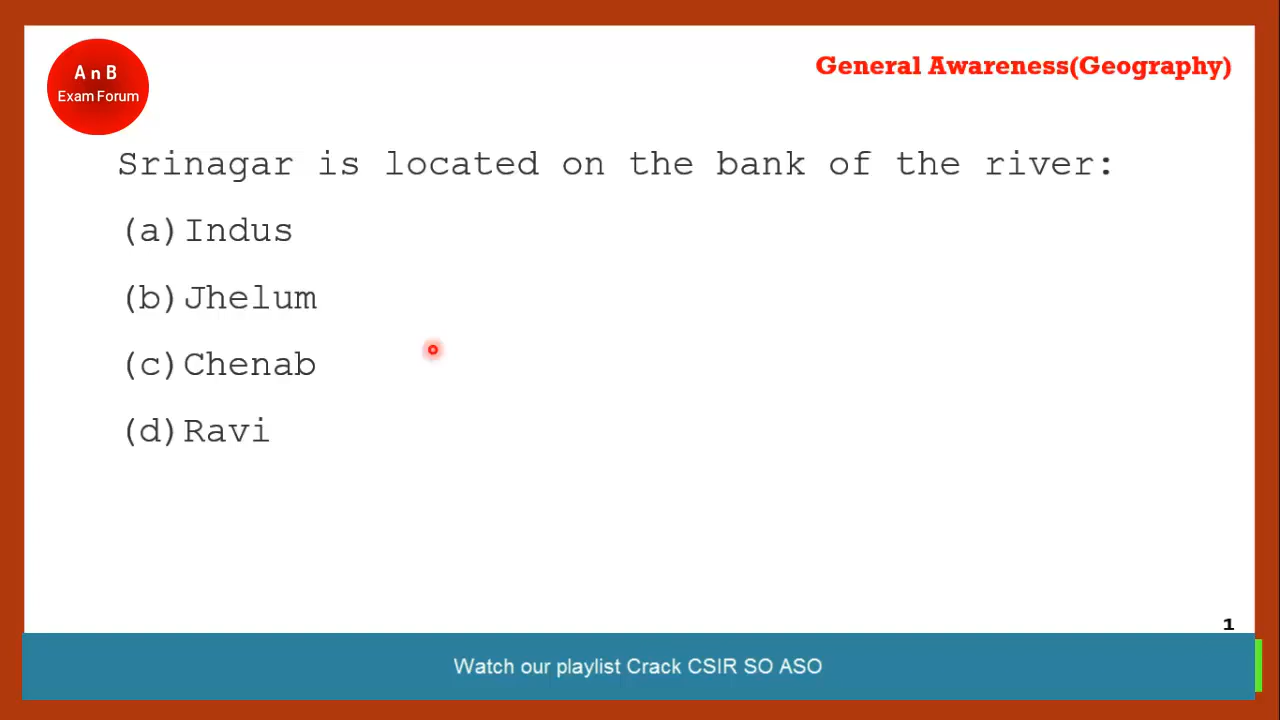 A n B
Exam Forum
General Awareness(Geography)
Srinagar is located on the bank of the river:
(a)Indus
(b)Jhelum
(c)Chenab
(d)Ravi
1
Watch our playlist Crack CSIR SO ASO